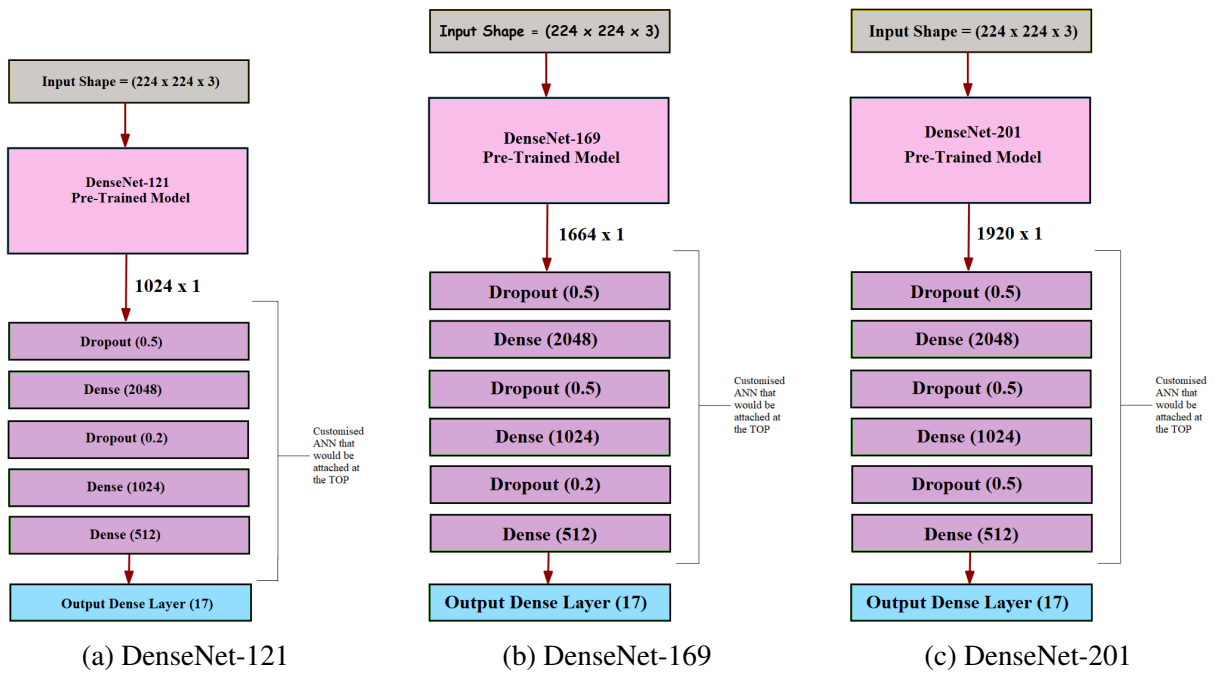 Input Shape = (224 x 224 x 3)
DenseNet-121
Pre-Trained Model
1024 x 1
Dropout (0.5)
Dense (2048)
Dropout (0.2)
Dense (1024)
Dense (512)
Output Dense Layer (17)
Customised
ANN that
would be
attached at
the TOP
(a) DenseNet-121
Input Shape = (224 x 224 x 3)
DenseNet-169
Pre-Trained Model
1664 x 1
Dropout (0.5)
Dense (2048)
Dropout (0.5)
Dense (1024)
Dropout (0.2)
Dense (512)
Output Dense Layer (17)
Customised
ANN that
would be
attached at
the TOP
(b) DenseNet-169
Input Shape = (224 x 224 x 3)
DenseNet-201
Pre-Trained Model
1920 x 1
Dropout (0.5)
Dense (2048)
Dropout (0.5)
Dense (1024)
Dropout (0.5)
Dense (512)
Output Dense Layer (17)
Customised
ANN that
would be
attached at
the TOP
(c) DenseNet-201